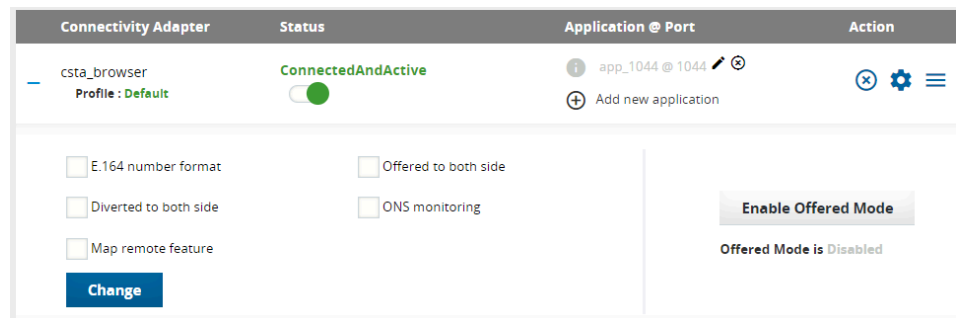 Connectivity Adapter Status Application @ Port Action
csta_browser ConnectedAndActive app_1044 @ 1044
Profile : Default Add new application
E.164 number format Offered to both side
Diverted to both side ONS monitoring Enable Offered Mode
Map remote feature Offered Mode is Disabled
Change